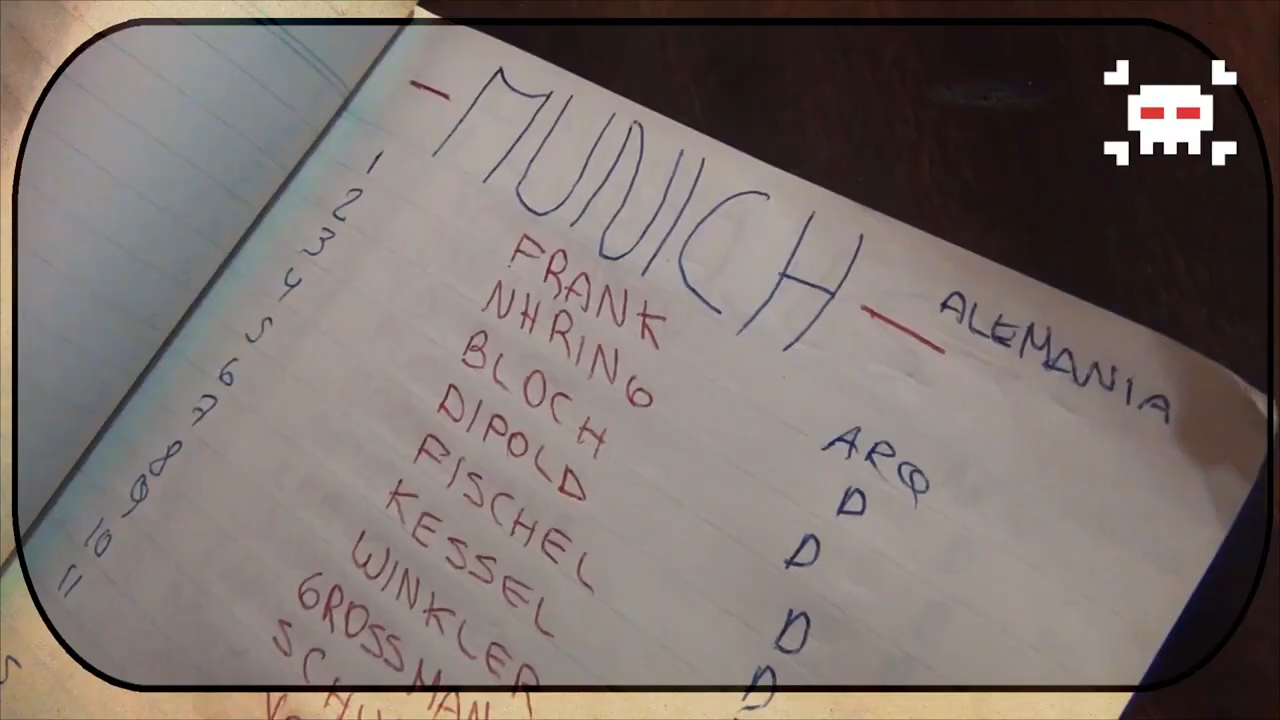 - MUNICH - ALEMANIA
1 FRANK ARQ
2 NHRING D
3 BLOCH D
4 DIPOLD D
5 FISCHEL D
6 KESSEL
7 WINKLER
8 GROSSMAN
9
10
11